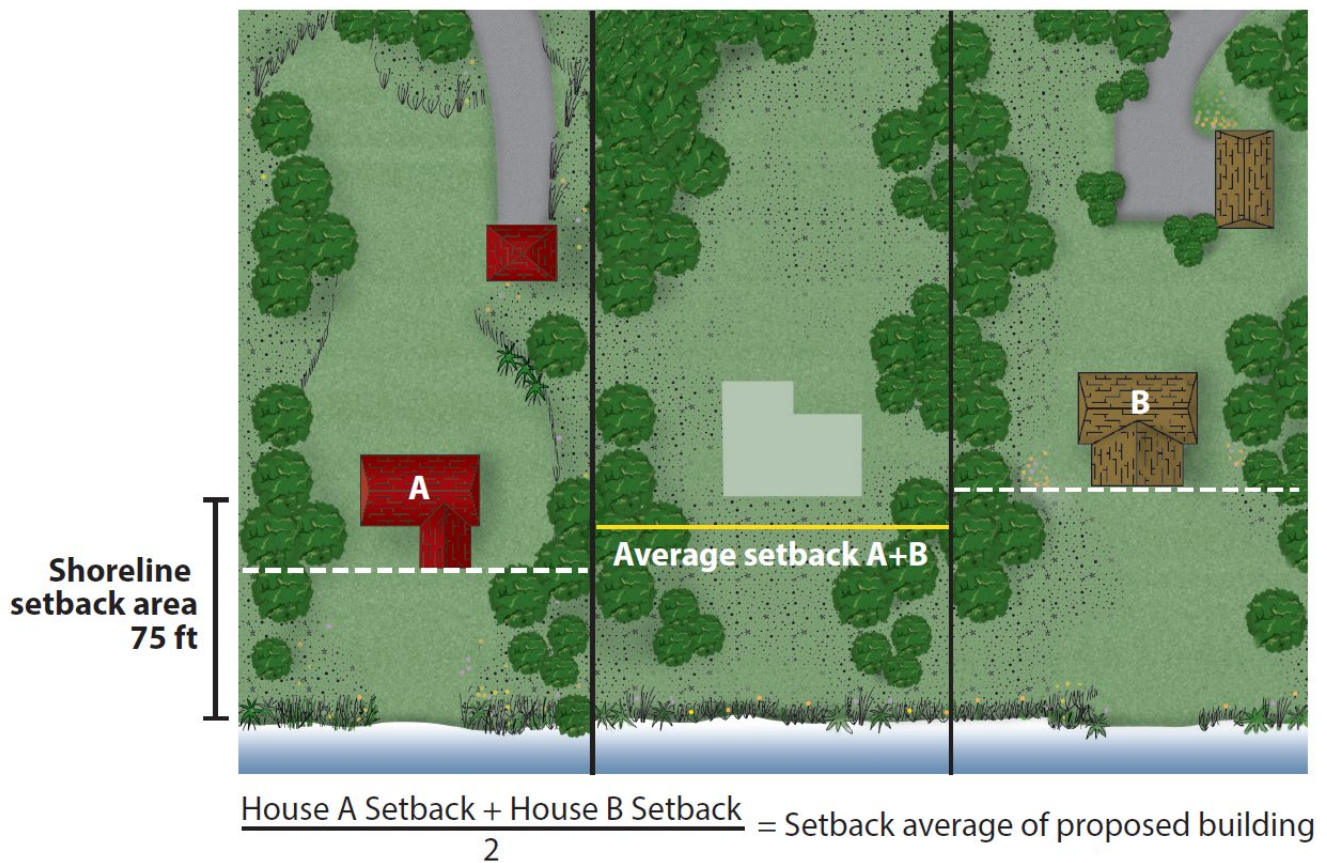 A
B
Average setback A+B
Shoreline
setback area
75 ft
House A Setback + House B Setback
2
= Setback average of proposed building